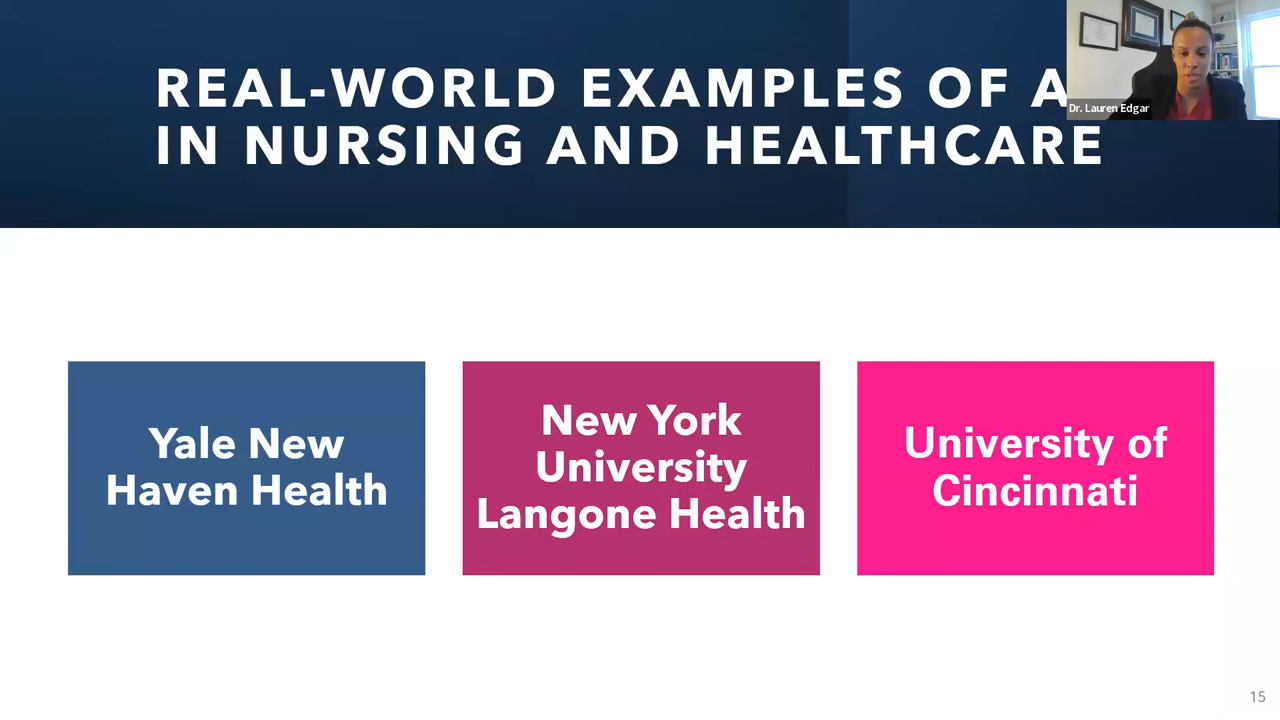 REAL-WORLD EXAMPLES OF A
IN NURSING AND HEALTHCARE
Dr. Lauren Edgar
Yale New
Haven Health
New York
University
Langone Health
University of
Cincinnati
15